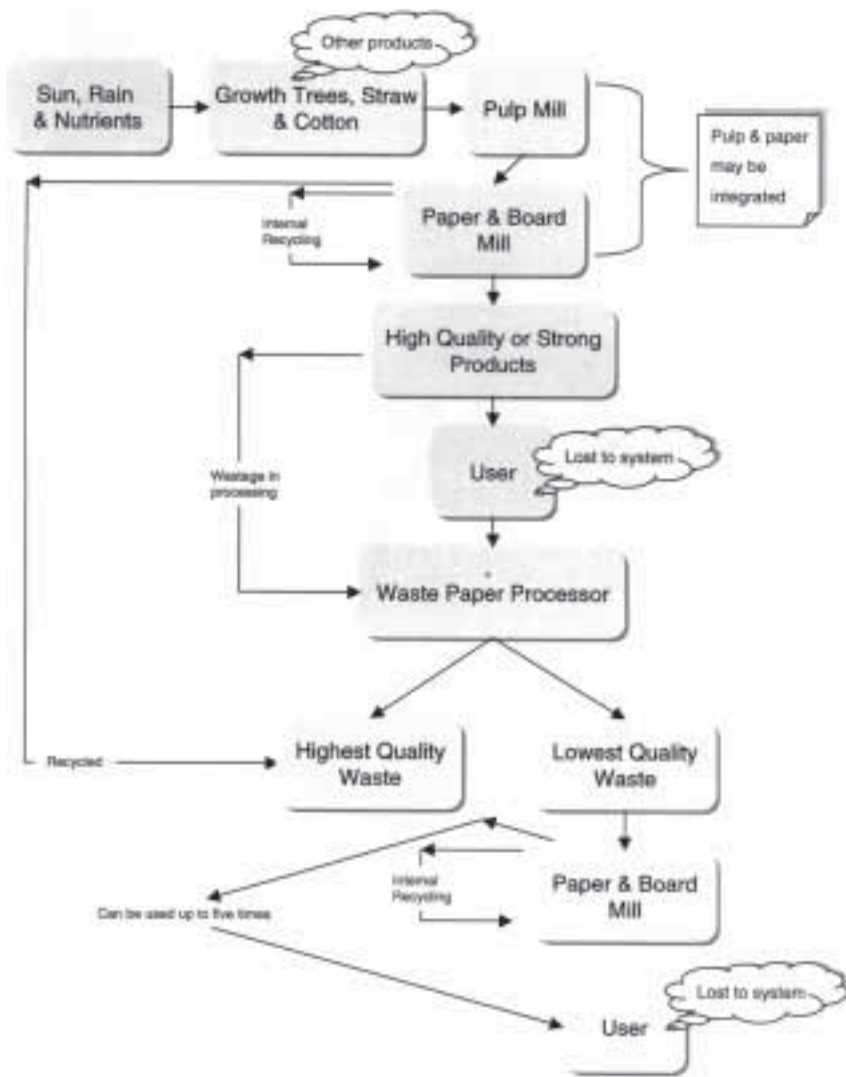 Other products
Sun, Rain
& Nutrients
Growth Trees, Straw
& Cotton
Pulp Mill
Pulp & paper
may be
integrated
Internal
Recycling
Paper & Board
Mill
High Quality or Strong
Products
Wastage in
processing
User
Lost to system
Waste Paper Processor
Recycled
Highest Quality
Waste
Lowest Quality
Waste
Internal
Recycling
Paper & Board
Mill
Can be used up to five times
User
Lost to system